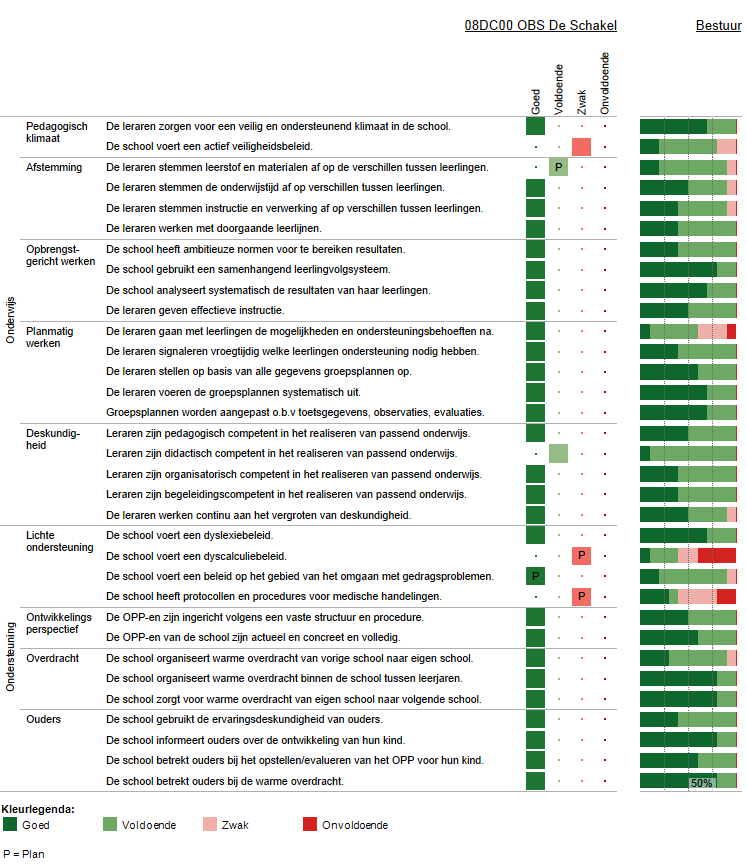 08DC00 OBS De Schakel
Bestuur
Goed
Voldoende
Zwak
Onvoldoende
Onderwijs
Pedagogisch
klimaat
De leraren zorgen voor een veilig en ondersteunend klimaat in de school.
De school voert een actief veiligheidsbeleid.
Afstemming
De leraren stemmen leerstof en materialen af op de verschillen tussen leerlingen.
P
De leraren stemmen de onderwijstijd af op verschillen tussen leerlingen.
De leraren stemmen instructie en verwerking af op verschillen tussen leerlingen.
De leraren werken met doorgaande leerlijnen.
Opbrengst-
gericht werken
De school heeft ambitieuze normen voor te bereiken resultaten.
De school gebruikt een samenhangend leerlingvolgsysteem.
De school analyseert systematisch de resultaten van haar leerlingen.
De leraren geven effectieve instructie.
Planmatig
werken
De leraren gaan met leerlingen de mogelijkheden en ondersteuningsbehoeften na.
De leraren signaleren vroegtijdig welke leerlingen ondersteuning nodig hebben.
De leraren stellen op basis van alle gegevens groepsplannen op.
De leraren voeren de groepsplannen systematisch uit.
Groepsplannen worden aangepast o.b.v toetsgegevens, observaties, evaluaties.
Deskundig-
heid
Leraren zijn pedagogisch competent in het realiseren van passend onderwijs.
Leraren zijn didactisch competent in het realiseren van passend onderwijs.
Leraren zijn organisatorisch competent in het realiseren van passend onderwijs.
Leraren zijn begeleidingscompetent in het realiseren van passend onderwijs.
De leraren werken continu aan het vergroten van deskundigheid.
Ondersteuning
Lichte
ondersteuning
De school voert een dyslexiebeleid.
De school voert een dyscalculiebeleid.
P
De school voert een beleid op het gebied van het omgaan met gedragsproblemen.
P
De school heeft protocollen en procedures voor medische handelingen.
P
Ontwikkelings
perspectief
De OPP-en zijn ingericht volgens een vaste structuur en procedure.
De OPP-en van de school zijn actueel en concreet en volledig.
Overdracht
De school organiseert warme overdracht van vorige school naar eigen school.
De school organiseert warme overdracht binnen de school tussen leerjaren.
De school zorgt voor warme overdracht van eigen school naar volgende school.
Ouders
De school gebruikt de ervaringsdeskundigheid van ouders.
De school informeert ouders over de ontwikkeling van hun kind.
De school betrekt ouders bij het opstellen/evalueren van het OPP voor hun kind.
De school betrekt ouders bij de warme overdracht.
50%
Kleurlegenda:
Goed
Voldoende
Zwak
Onvoldoende
P = Plan